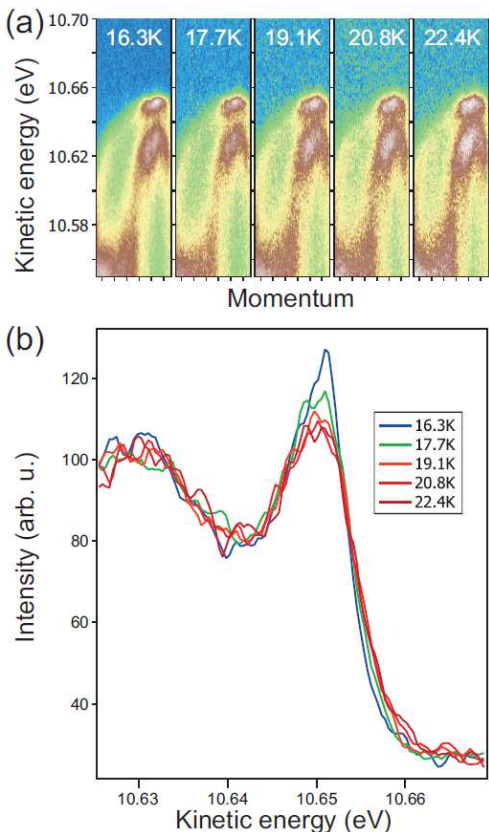 (a)
10.70
16.3K 17.7K 19.1K 20.8K 22.4K
10.66
10.62
10.58
Kinetic energy (eV)
Momentum
(b)
120
100
80
60
40
Intensity (arb. u.)
16.3K
17.7K
19.1K
20.8K
22.4K
10.63 10.64 10.65 10.66
Kinetic energy (eV)